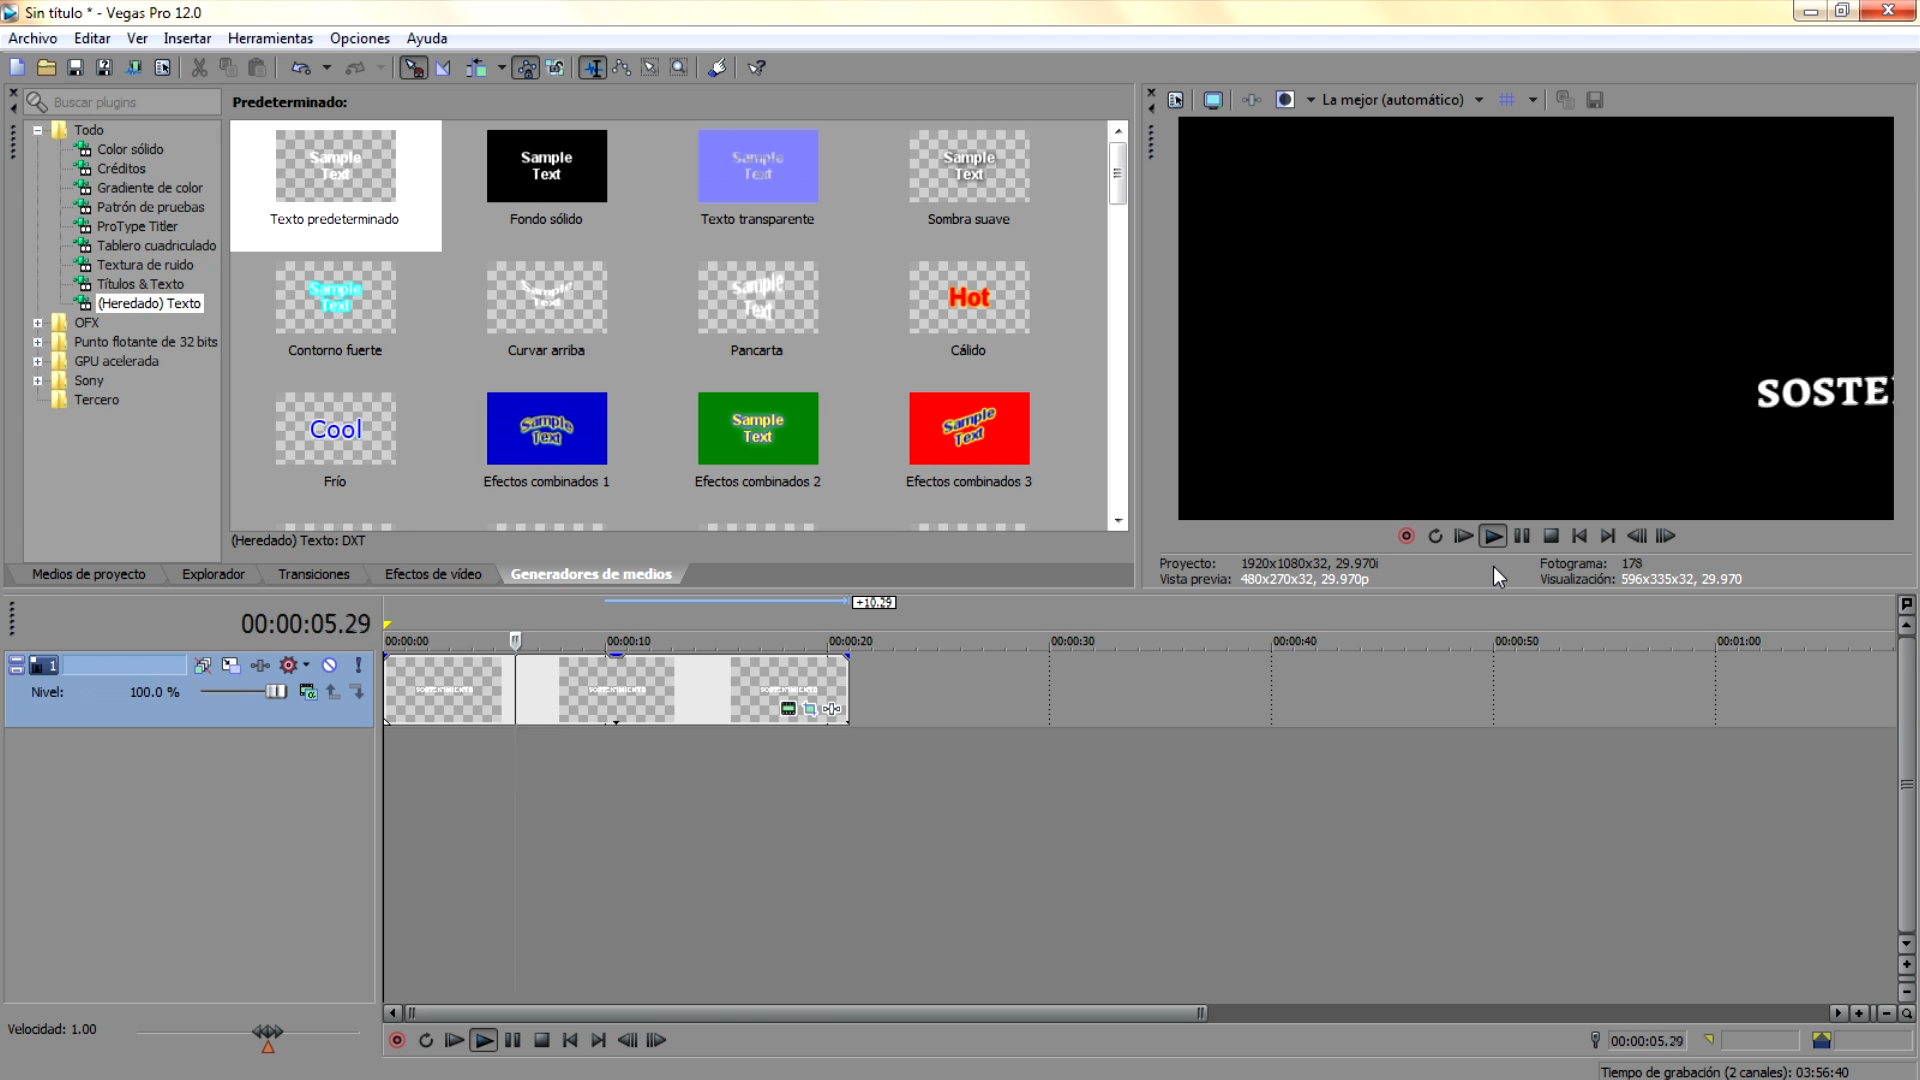 Sin título * - Vegas Pro 12.0
Archivo Editar Ver Insertar Herramientas Opciones Ayuda
Buscar plugins
Todo
Color sólido
Créditos
Gradiente de color
Patrón de pruebas
ProType Titler
Tablero cuadriculado
Textura de ruido
Títulos & Texto
(Heredado) Texto
OFX
Punto flotante de 32 bits
GPU acelerada
Sony
Tercero
Predeterminado:
Sample Text
Sample Text
Sample Text
Sample Text
Texto predeterminado
Fondo sólido
Texto transparente
Sombra suave
Sample Text
Sample Text
Sample Text
Hot
Contorno fuerte
Curvar arriba
Pancarta
Cálido
Cool
Sample Text
Sample Text
Sample Text
Frío
Efectos combinados 1
Efectos combinados 2
Efectos combinados 3
(Heredado) Texto: DXT
Medios de proyecto Explorador Transiciones Efectos de vídeo Generadores de medios
La mejor (automático)
SOSTE
Proyecto: 1920x1080x32, 29.970i
Vista previa: 480x270x32, 29.970p
Fotograma: 178
Visualización: 596x335x32, 29.970
00:00:05.29
+10.29
00:00:00 00:00:10 00:00:20 00:00:30 00:00:40 00:00:50 00:01:00
1
Nivel: 100.0 %
SOSTENIMIENTO SOSTENIMIENTO SOSTENIMIENTO
Velocidad: 1.00
00:00:05.29
Tiempo de grabación (2 canales): 03:56:40